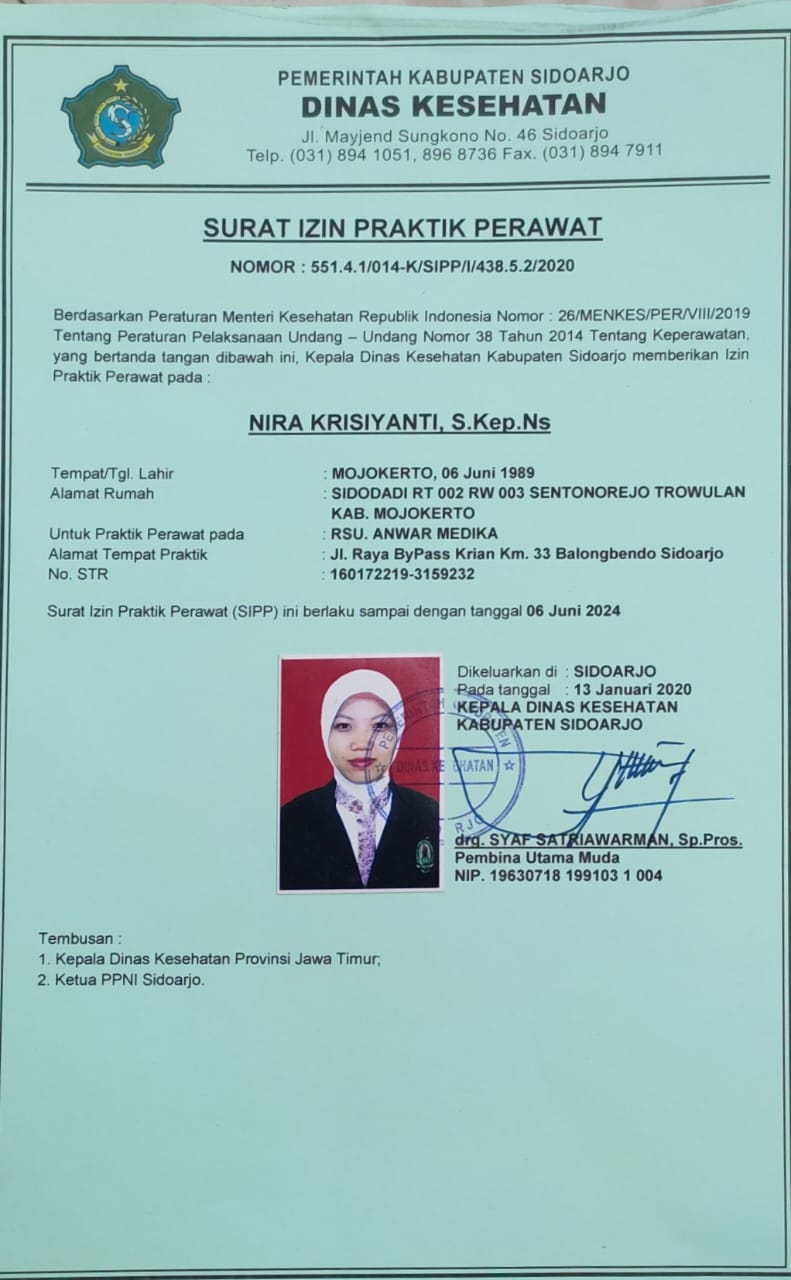 PEMERINTAH KABUPATEN SIDOARJO
DINAS KESEHATAN
Jl. Mayjend Sungkono No. 46 Sidoarjo
Telp. (031) 894 1051, 896 8736 Fax. (031) 894 7911
SURAT IZIN PRAKTIK PERAWAT
NOMOR : 551.4.1/014-K/SIPP/I/438.5.2/2020
Berdasarkan Peraturan Menteri Kesehatan Republik Indonesia Nomor : 26/MENKES/PER/VIII/2019
Tentang Peraturan Pelaksanaan Undang – Undang Nomor 38 Tahun 2014 Tentang Keperawatan,
yang bertanda tangan dibawah ini, Kepala Dinas Kesehatan Kabupaten Sidoarjo memberikan Izin
Praktik Perawat pada :
NIRA KRISIYANTI, S.Kep.Ns
Tempat/Tgl. Lahir : MOJOKERTO, 06 Juni 1989
Alamat Rumah : SIDODADI RT 002 RW 003 SENTONOREJO TROWULAN
KAB. MOJOKERTO
Untuk Praktik Perawat pada : RSU. ANWAR MEDIKA
Alamat Tempat Praktik : Jl. Raya ByPass Krian Km. 33 Balongbendo Sidoarjo
No. STR : 160172219-3159232
Surat Izin Praktik Perawat (SIPP) ini berlaku sampai dengan tanggal 06 Juni 2024
Dikeluarkan di : SIDOARJO
Pada tanggal : 13 Januari 2020
KEPALA DINAS KESEHATAN
KABUPATEN SIDOARJO
drg. SYAF SATRIAWARMAN, Sp.Pros.
Pembina Utama Muda
NIP. 19630718 199103 1 004
Tembusan :
1. Kepala Dinas Kesehatan Provinsi Jawa Timur;
2. Ketua PPNI Sidoarjo.